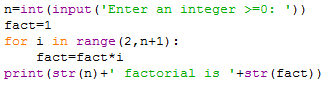 n=int(input('Enter an integer >=0: '))
fact=1
for i in range(2,n+1):
    fact=fact*i
print(str(n)+' factorial is '+str(fact))